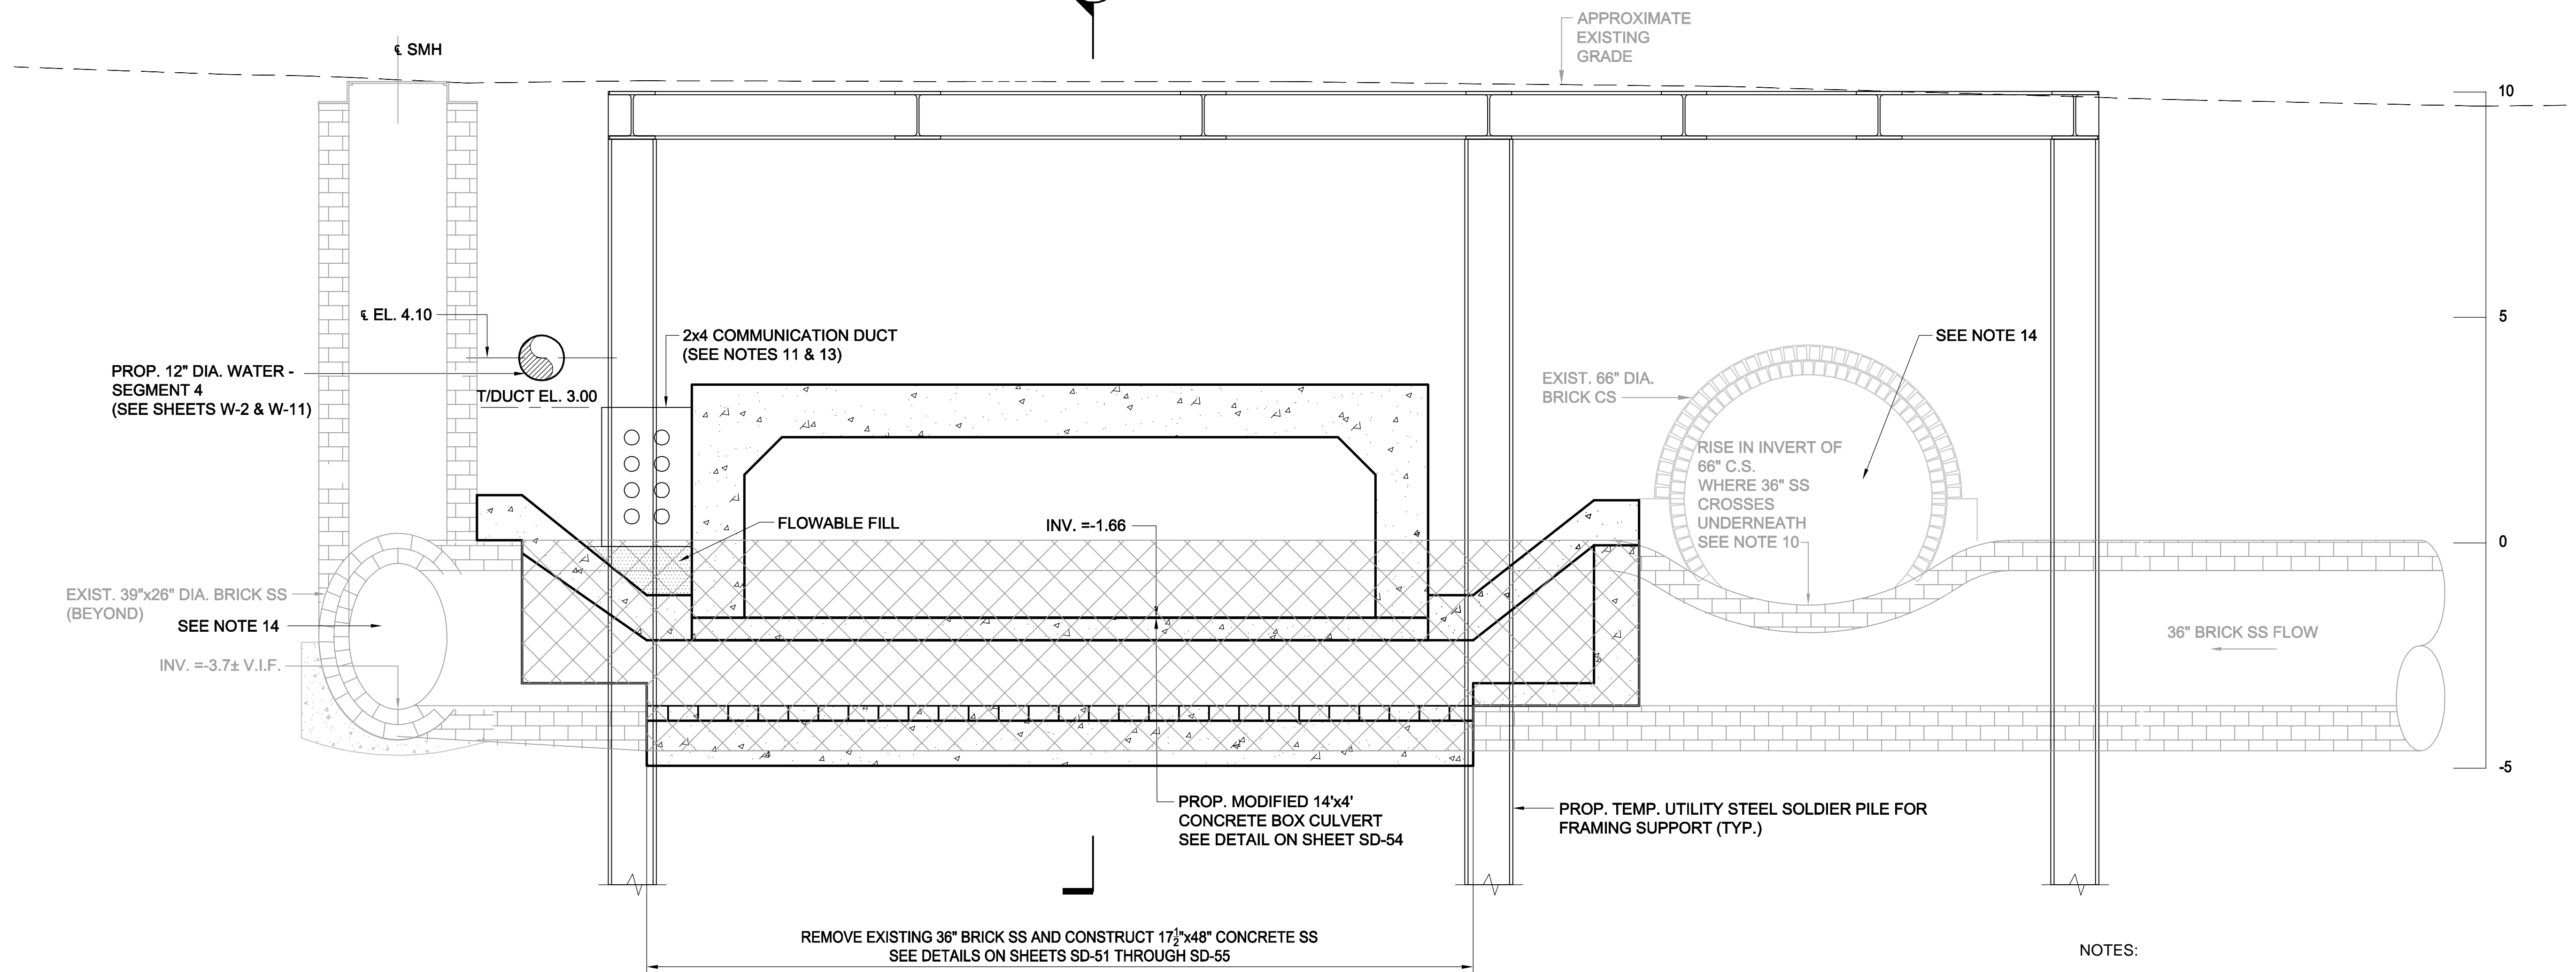 APPROXIMATE
EXISTING
GRADE
℄ SMH
10
℄ EL. 4.10
5
2x4 COMMUNICATION DUCT
(SEE NOTES 11 & 13)
SEE NOTE 14
PROP. 12" DIA. WATER -
SEGMENT 4
(SEE SHEETS W-2 & W-11)
T/DUCT EL. 3.00
EXIST. 66" DIA.
BRICK CS
RISE IN INVERT OF
66" C.S.
WHERE 36" SS
CROSSES
UNDERNEATH
SEE NOTE 10
FLOWABLE FILL
INV. =-1.66
0
EXIST. 39"x26" DIA. BRICK SS
(BEYOND)
SEE NOTE 14
36" BRICK SS FLOW
INV. =-3.7± V.I.F.
-5
PROP. MODIFIED 14'x4'
CONCRETE BOX CULVERT
SEE DETAIL ON SHEET SD-54
PROP. TEMP. UTILITY STEEL SOLDIER PILE FOR
FRAMING SUPPORT (TYP.)
REMOVE EXISTING 36" BRICK SS AND CONSTRUCT 17½"x48" CONCRETE SS
SEE DETAILS ON SHEETS SD-51 THROUGH SD-55
NOTES: